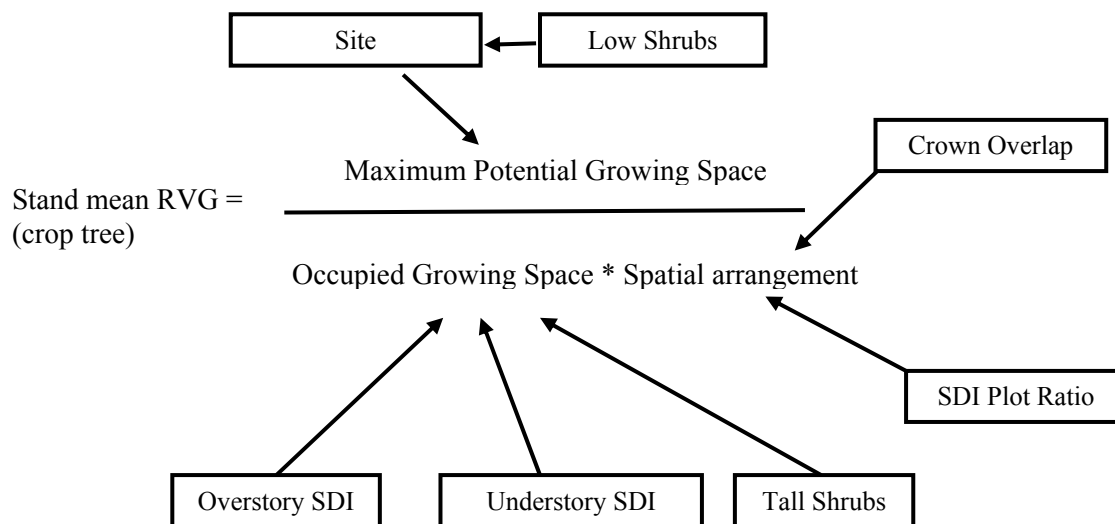 Site
Low Shrubs
Crown Overlap
Maximum Potential Growing Space
Stand mean RVG =
(crop tree)
Occupied Growing Space * Spatial arrangement
SDI Plot Ratio
Overstory SDI
Understory SDI
Tall Shrubs